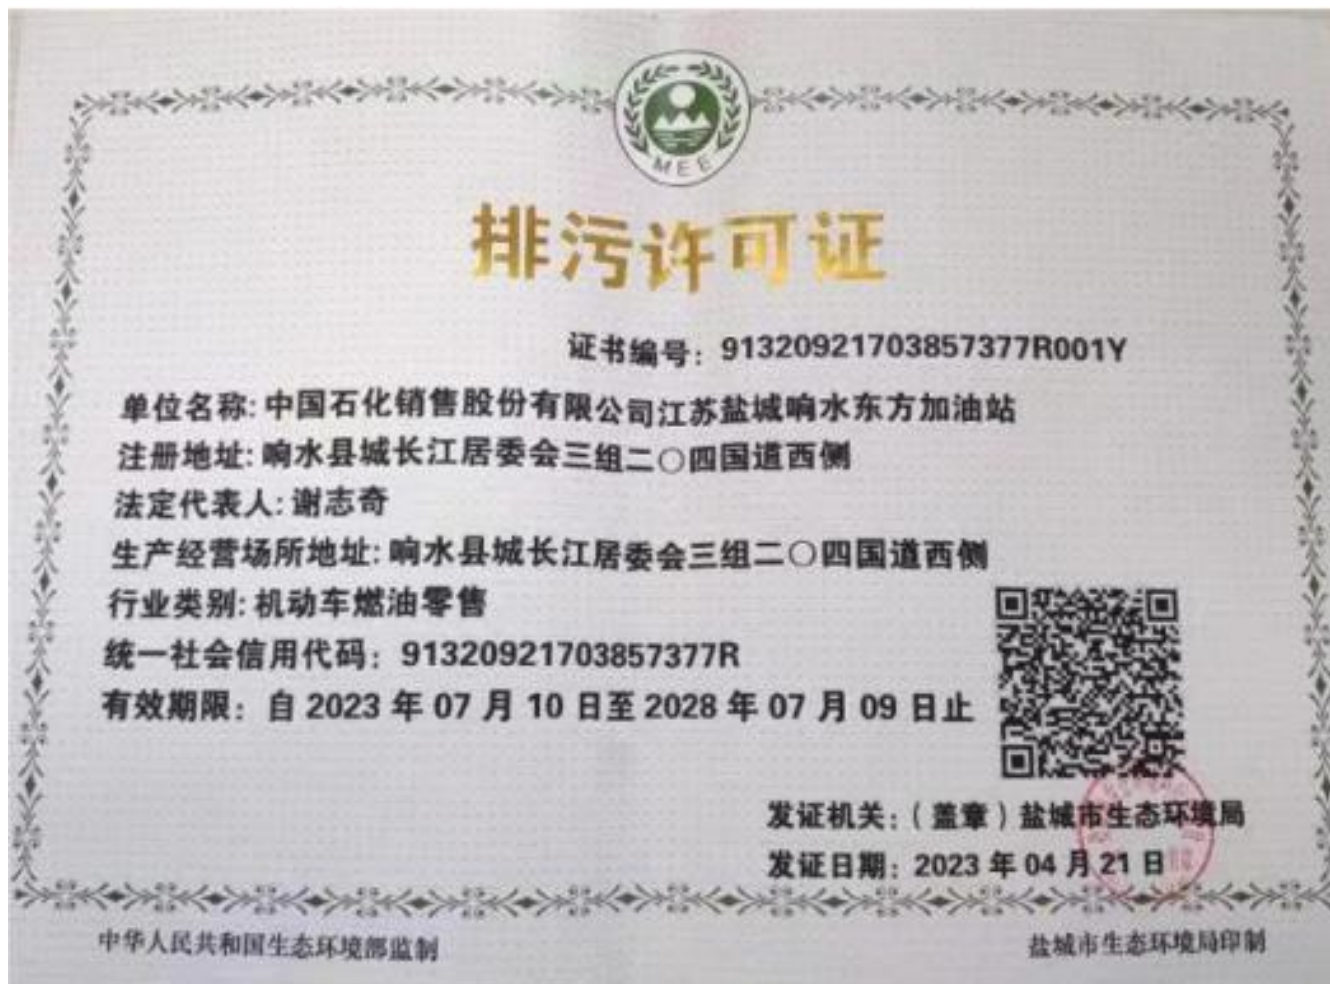 MEE
排污许可证
证书编号：91320921703857377R001Y
单位名称:中国石化销售股份有限公司江苏盐城响水东方加油站
注册地址:响水县城长江居委会三组二〇四国道西侧
法定代表人:谢志奇
生产经营场所地址:响水县城长江居委会三组二〇四国道西侧
行业类别:机动车燃油零售
统一社会信用代码：91320921703857377R
有效期限：自 2023 年 07 月 10 日至 2028 年 07 月 09 日止
发证机关：（盖章）盐城市生态环境局
发证日期：2023 年 04 月 21 日
中华人民共和国生态环境部监制
盐城市生态环境局印制